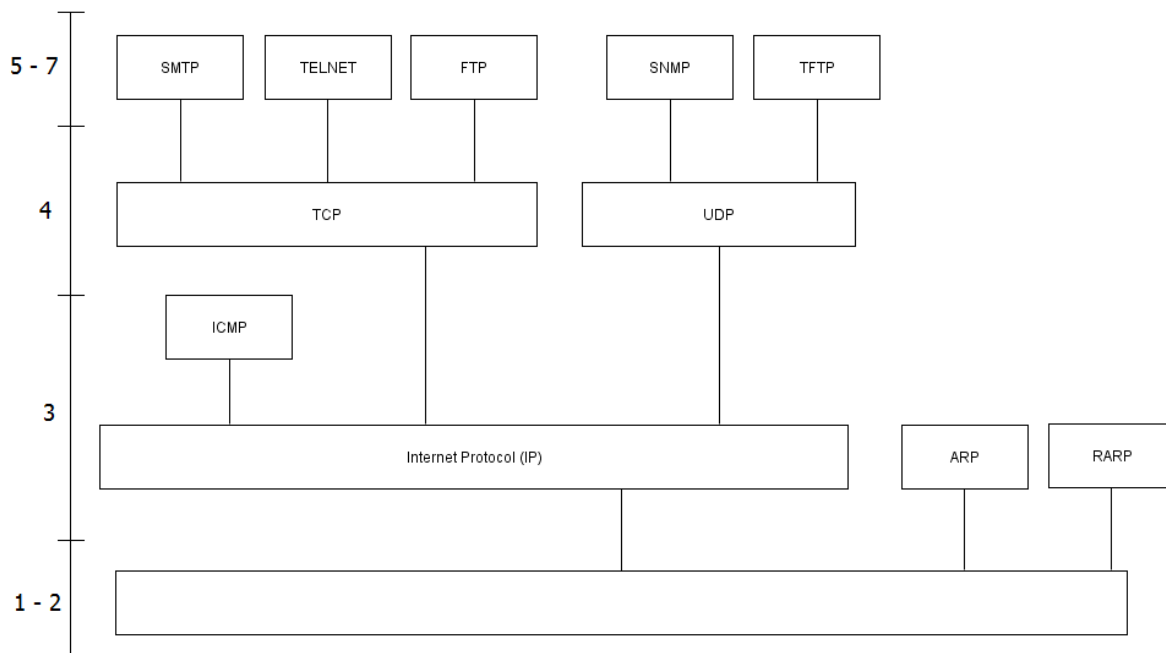 5 - 7
SMTP
TELNET
FTP
SNMP
TFTP
4
TCP
UDP
ICMP
3
Internet Protocol (IP)
ARP
RARP
1 - 2